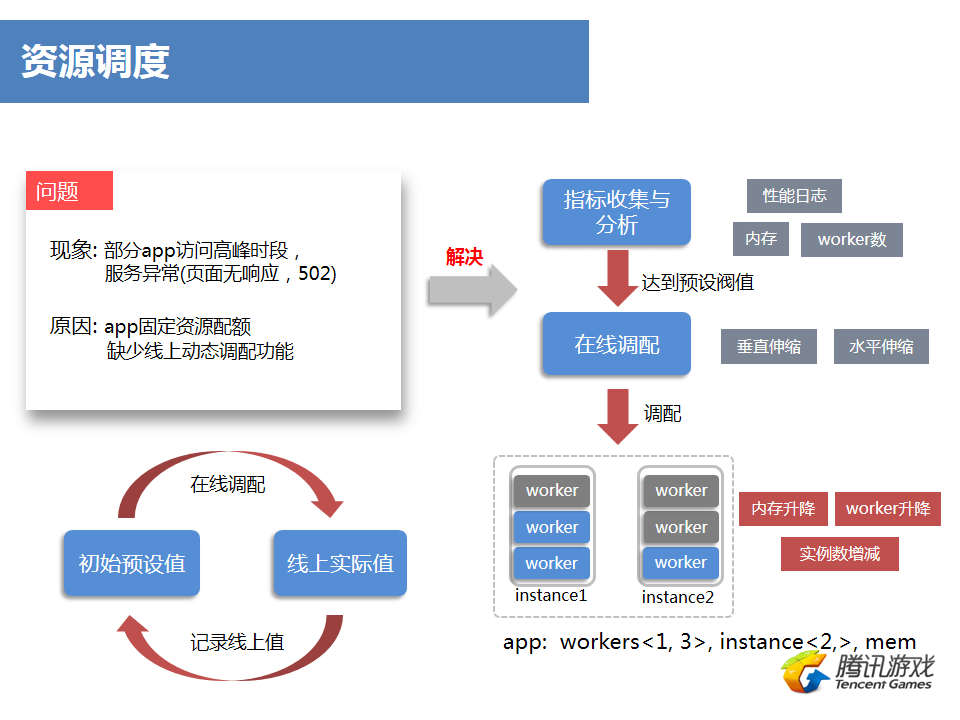 资源调度
问题
现象: 部分app访问高峰时段，
服务异常(页面无响应，502)
原因: app固定资源配额
缺少线上动态调配功能
解决
指标收集与
分析
性能日志
内存
worker数
达到预设阀值
在线调配
垂直伸缩
水平伸缩
调配
在线调配
初始预设值
线上实际值
记录线上值
worker
worker
worker
instance1
worker
worker
worker
instance2
内存升降
worker升降
实例数增减
app: workers<1, 3>, instance<2,>, mem
腾讯游戏
Tencent Games